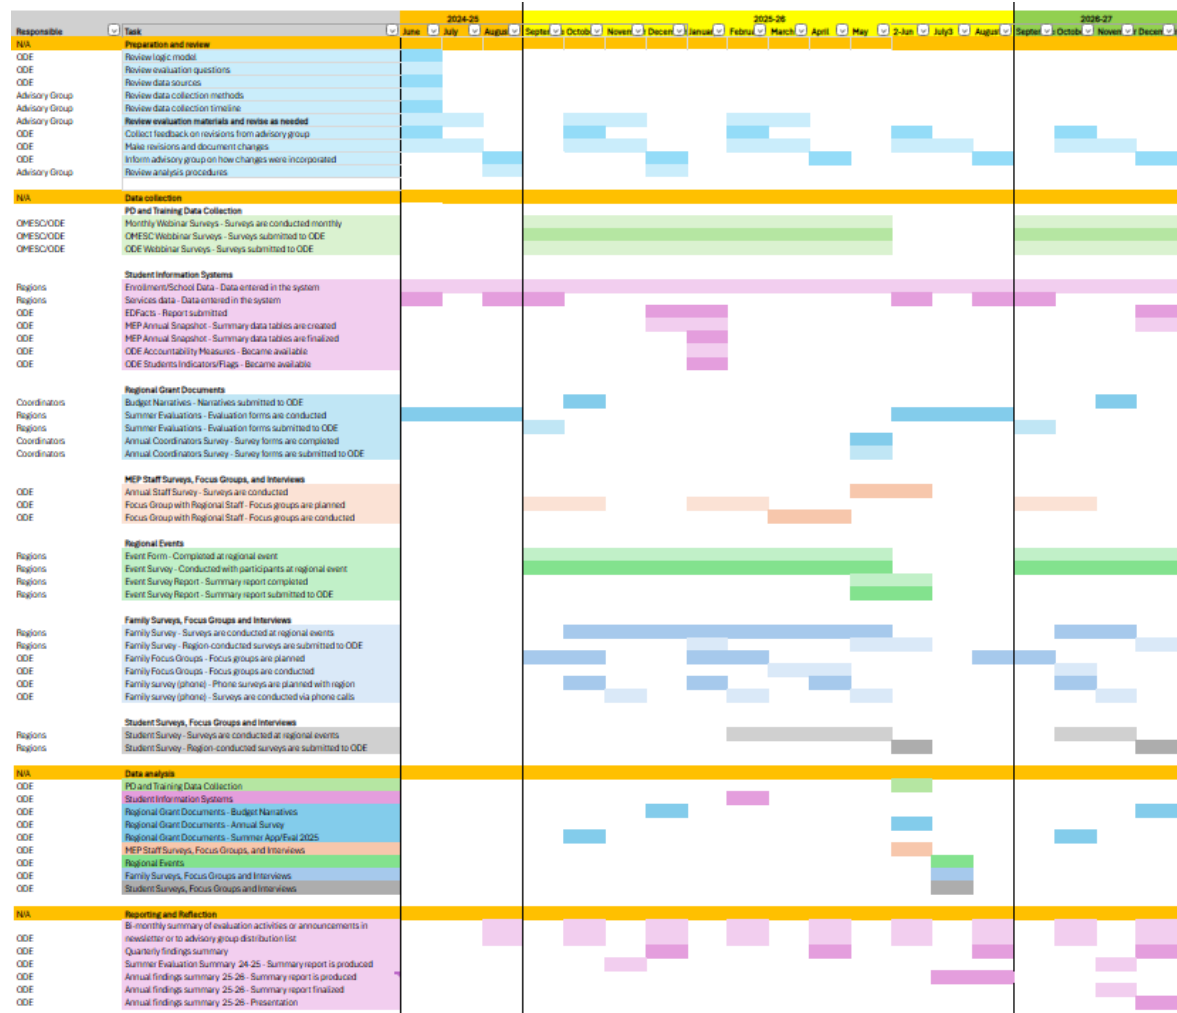 2024-25 2025-26 2026-27
Responsible Task June July August Septe Octob Novem Decem Januar Februa March April May 2-Jun July3 August Septe Octobe Novem Decem
N/A Preparation and review
ODE Review logic model
ODE Review evaluation questions
ODE Review data sources
Advisory Group Review data collection methods
Advisory Group Review data collection timeline
Advisory Group Review evaluation materials and revise as needed
ODE Collect feedback on revisions from advisory group
ODE Make revisions and document changes
ODE Inform advisory group on how changes were incorporated
Advisory Group Review analysis procedures
N/A Data collection
PD and Training Data Collection
OMESC/ODE Monthly Webinar Surveys - Surveys are conducted monthly
OMESC/ODE OMESC Webbinar Surveys - Surveys submitted to ODE
OMESC/ODE ODE Webbinar Surveys - Surveys submitted to ODE
Student Information Systems
Regions Enrollment/School Data - Data entered in the system
Regions Services data - Data entered in the system
ODE EDFacts - Report submitted
ODE MEP Annual Snapshot - Summary data tables are created
ODE MEP Annual Snapshot - Summary data tables are finalized
ODE ODE Accountability Measures - Became available
ODE ODE Students Indicators/Flags - Became available
Regional Grant Documents
Coordinators Budget Narratives - Narratives submitted to ODE
Regions Summer Evaluations - Evaluation forms are conducted
Regions Summer Evaluations - Evaluation forms submitted to ODE
Coordinators Annual Coordinators Survey - Survey forms are completed
Coordinators Annual Coordinators Survey - Survey forms are submitted to ODE
MEP Staff Surveys, Focus Groups, and Interviews
ODE Annual Staff Survey - Surveys are conducted
ODE Focus Group with Regional Staff - Focus groups are planned
ODE Focus Group with Regional Staff - Focus groups are conducted
Regional Events
Regions Event Form - Completed at regional event
Regions Event Survey - Conducted with participants at regional event
Regions Event Survey Report - Summary report completed
Regions Event Survey Report - Summary report submitted to ODE
Family Surveys, Focus Groups and Interviews
Regions Family Survey - Surveys are conducted at regional events
Regions Family Survey - Region-conducted surveys are submitted to ODE
ODE Family Focus Groups - Focus groups are planned
ODE Family Focus Groups - Focus groups are conducted
ODE Family survey (phone) - Phone surveys are planned with region
ODE Family survey (phone) - Surveys are conducted via phone calls
Student Surveys, Focus Groups and Interviews
Regions Student Survey - Surveys are conducted at regional events
Regions Student Survey - Region-conducted surveys are submitted to ODE
N/A Data analysis
ODE PD and Training Data Collection
ODE Student Information Systems
ODE Regional Grant Documents - Budget Narratives
ODE Regional Grant Documents - Annual Survey
ODE Regional Grant Documents - Summer App/Eval 2025
ODE MEP Staff Surveys, Focus Groups, and Interviews
ODE Regional Events
ODE Family Surveys, Focus Groups and Interviews
ODE Student Surveys, Focus Groups and Interviews
N/A Reporting and Reflection
Bi-monthly summary of evaluation activities or announcements in
ODE newsletter or to advisory group distribution list
ODE Quarterly findings summary
ODE Summer Evaluation Summary 24-25 - Summary report is produced
ODE Annual findings summary 25-26 - Summary report is produced
ODE Annual findings summary 25-26 - Summary report finalized
ODE Annual findings summary 25-26 - Presentation